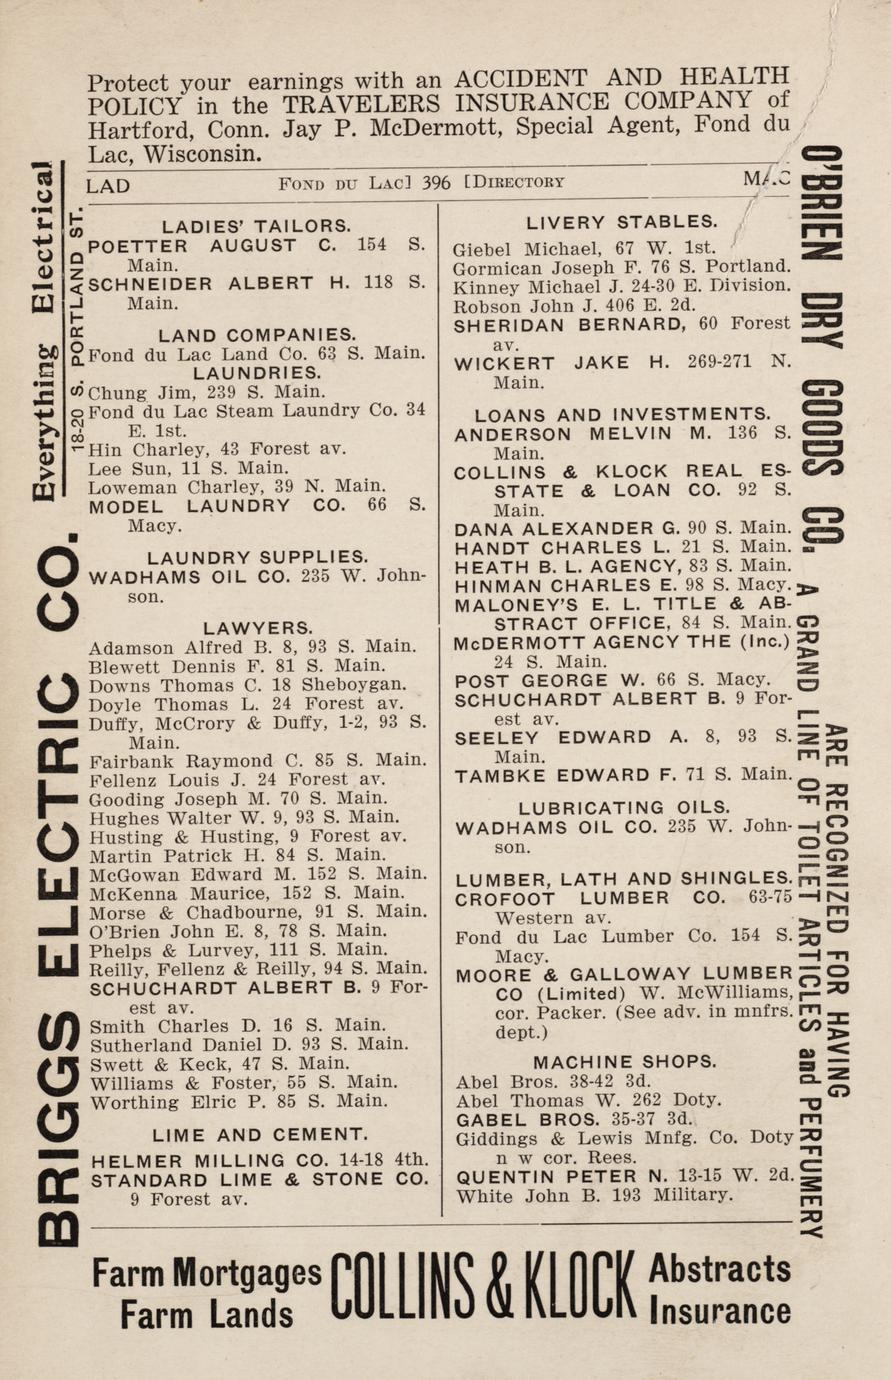 Protect your earnings with an ACCIDENT AND HEALTH
POLICY in the TRAVELERS INSURANCE COMPANY of
Hartford, Conn. Jay P. McDermott, Special Agent, Fond du
Lac, Wisconsin.
LAD FOND DU LAC] 396 [DIRECTORY MAC
LADIES' TAILORS.
POETTER AUGUST C. 154 S.
Main.
SCHNEIDER ALBERT H. 118 S.
Main.
LAND COMPANIES.
Fond du Lac Land Co. 63 S. Main.
LAUNDRIES.
Chung Jim, 239 S. Main.
Fond du Lac Steam Laundry Co. 34
E. 1st.
Hin Charley, 43 Forest av.
Lee Sun, 11 S. Main.
Loweman Charley, 39 N. Main.
MODEL LAUNDRY CO. 66 S.
Macy.
LAUNDRY SUPPLIES.
WADHAMS OIL CO. 235 W. John-
son.
LAWYERS.
Adamson Alfred B. 8, 93 S. Main.
Blewett Dennis F. 81 S. Main.
Downs Thomas C. 18 Sheboygan.
Doyle Thomas L. 24 Forest av.
Duffy, McCrory & Duffy, 1-2, 93 S.
Main.
Fairbank Raymond C. 85 S. Main.
Fellenz Louis J. 24 Forest av.
Gooding Joseph M. 70 S. Main.
Hughes Walter W. 9, 93 S. Main.
Husting & Husting, 9 Forest av.
Martin Patrick H. 84 S. Main.
McGowan Edward M. 152 S. Main.
McKenna Maurice, 152 S. Main.
Morse & Chadbourne, 91 S. Main.
O'Brien John E. 8, 78 S. Main.
Phelps & Lurvey, 111 S. Main.
Reilly, Fellenz & Reilly, 94 S. Main.
SCHUCHARDT ALBERT B. 9 For-
est av.
Smith Charles D. 16 S. Main.
Sutherland Daniel D. 93 S. Main.
Swett & Keck, 47 S. Main.
Williams & Foster, 55 S. Main.
Worthing Elric P. 85 S. Main.
LIME AND CEMENT.
HELMER MILLING CO. 14-18 4th.
STANDARD LIME & STONE CO.
9 Forest av.
LIVERY STABLES.
Giebel Michael, 67 W. 1st.
Gormican Joseph F. 76 S. Portland.
Kinney Michael J. 24-30 E. Division.
Robson John J. 406 E. 2d.
SHERIDAN BERNARD, 60 Forest
av.
WICKERT JAKE H. 269-271 N.
Main.
LOANS AND INVESTMENTS.
ANDERSON MELVIN M. 136 S.
Main.
COLLINS & KLOCK REAL ES-
STATE & LOAN CO. 92 S.
Main.
DANA ALEXANDER G. 90 S. Main.
HANDT CHARLES L. 21 S. Main.
HEATH B. L. AGENCY, 83 S. Main.
HINMAN CHARLES E. 98 S. Macy.
MALONEY'S E. L. TITLE & AB-
STRACT OFFICE, 84 S. Main.
McDERMOTT AGENCY THE (Inc.)
24 S. Main.
POST GEORGE W. 66 S. Macy.
SCHUCHARDT ALBERT B. 9 For-
est av.
SEELEY EDWARD A. 8, 93 S.
Main.
TAMBKE EDWARD F. 71 S. Main.
LUBRICATING OILS.
WADHAMS OIL CO. 235 W. John-
son.
LUMBER, LATH AND SHINGLES.
CROFOOT LUMBER CO. 63-75
Western av.
Fond du Lac Lumber Co. 154 S.
Macy.
MOORE & GALLOWAY LUMBER
CO (Limited) W. McWilliams,
cor. Packer. (See adv. in mnfrs.
dept.)
MACHINE SHOPS.
Abel Bros. 38-42 3d.
Abel Thomas W. 262 Doty.
GABEL BROS. 35-37 3d.
Giddings & Lewis Mnfg. Co. Doty
n w cor. Rees.
QUENTIN PETER N. 13-15 W. 2d.
White John B. 193 Military.
BRIGGS ELECTRIC CO. Everything Electrical
18-20 S. PORTLAND ST.
O'BRIEN DRY GOODS CO.
ARE RECOGNIZED FOR HAVING
A GRAND LINE OF TOILET ARTICLES and PERFUMERY
Farm Mortgages
Farm Lands
COLLINS & KLOCK
Abstracts
Insurance